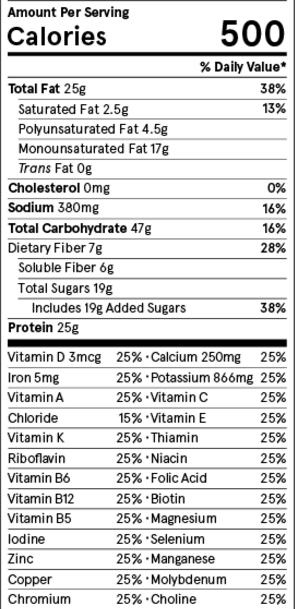 Amount Per Serving
Calories 500
% Daily Value*
Total Fat 25g 38%
Saturated Fat 2.5g 13%
Polyunsaturated Fat 4.5g
Monounsaturated Fat 17g
Trans Fat 0g
Cholesterol 0mg 0%
Sodium 380mg 16%
Total Carbohydrate 47g 16%
Dietary Fiber 7g 28%
Soluble Fiber 6g
Total Sugars 19g
Includes 19g Added Sugars 38%
Protein 25g
Vitamin D 3mcg 25% · Calcium 250mg 25%
Iron 5mg 25% · Potassium 866mg 25%
Vitamin A 25% · Vitamin C 25%
Chloride 15% · Vitamin E 25%
Vitamin K 25% · Thiamin 25%
Riboflavin 25% · Niacin 25%
Vitamin B6 25% · Folic Acid 25%
Vitamin B12 25% · Biotin 25%
Vitamin B5 25% · Magnesium 25%
Iodine 25% · Selenium 25%
Zinc 25% · Manganese 25%
Copper 25% · Molybdenum 25%
Chromium 25% · Choline 25%